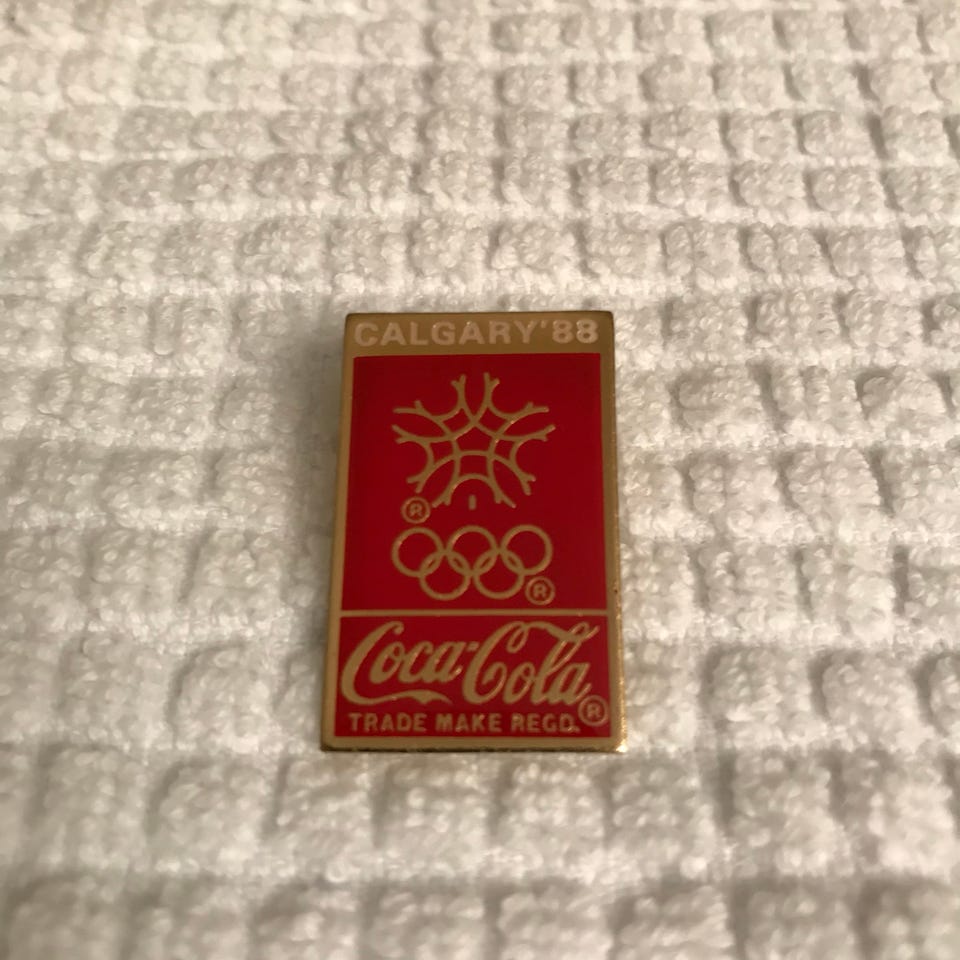 CALGARY'88
®
®
Coca-Cola®
TRADE MAKE REGD.